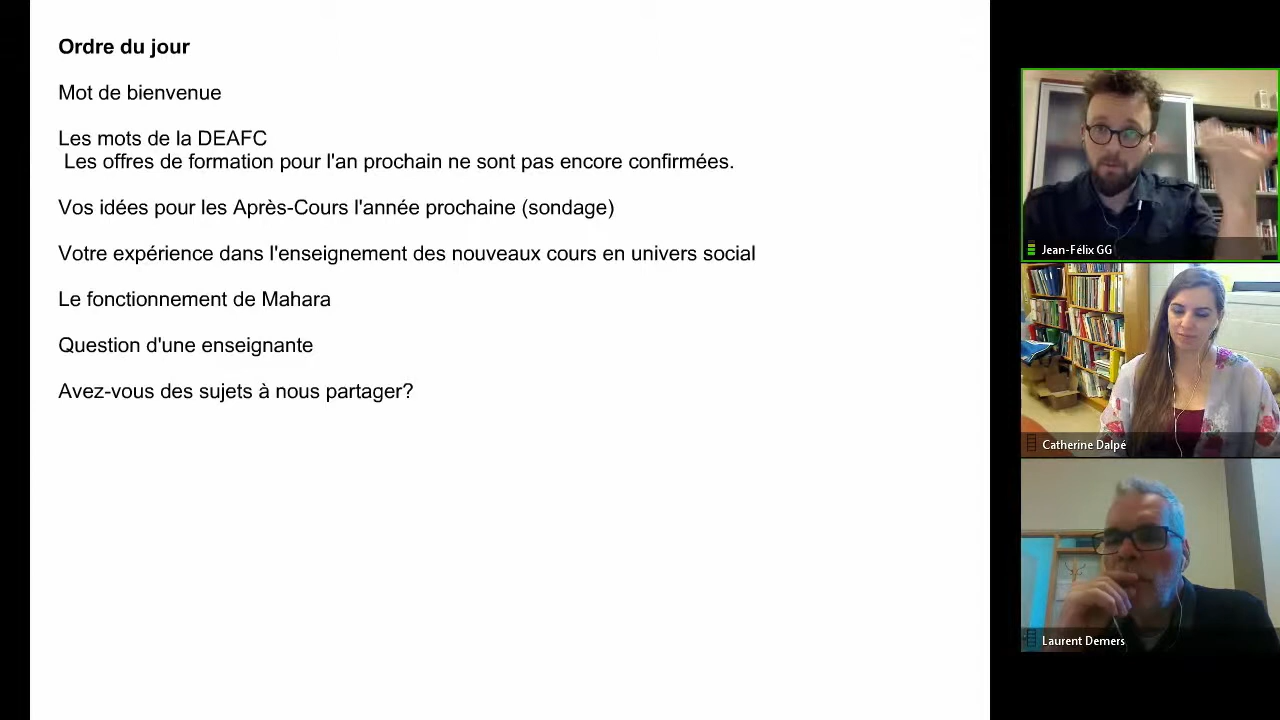 Ordre du jour
Mot de bienvenue
Les mots de la DEAFC
Les offres de formation pour l'an prochain ne sont pas encore confirmées.
Vos idées pour les Après-Cours l'année prochaine (sondage)
Votre expérience dans l'enseignement des nouveaux cours en univers social
Le fonctionnement de Mahara
Question d'une enseignante
Avez-vous des sujets à nous partager?
Jean-Félix GG
Catherine Dalpé
Laurent Demers